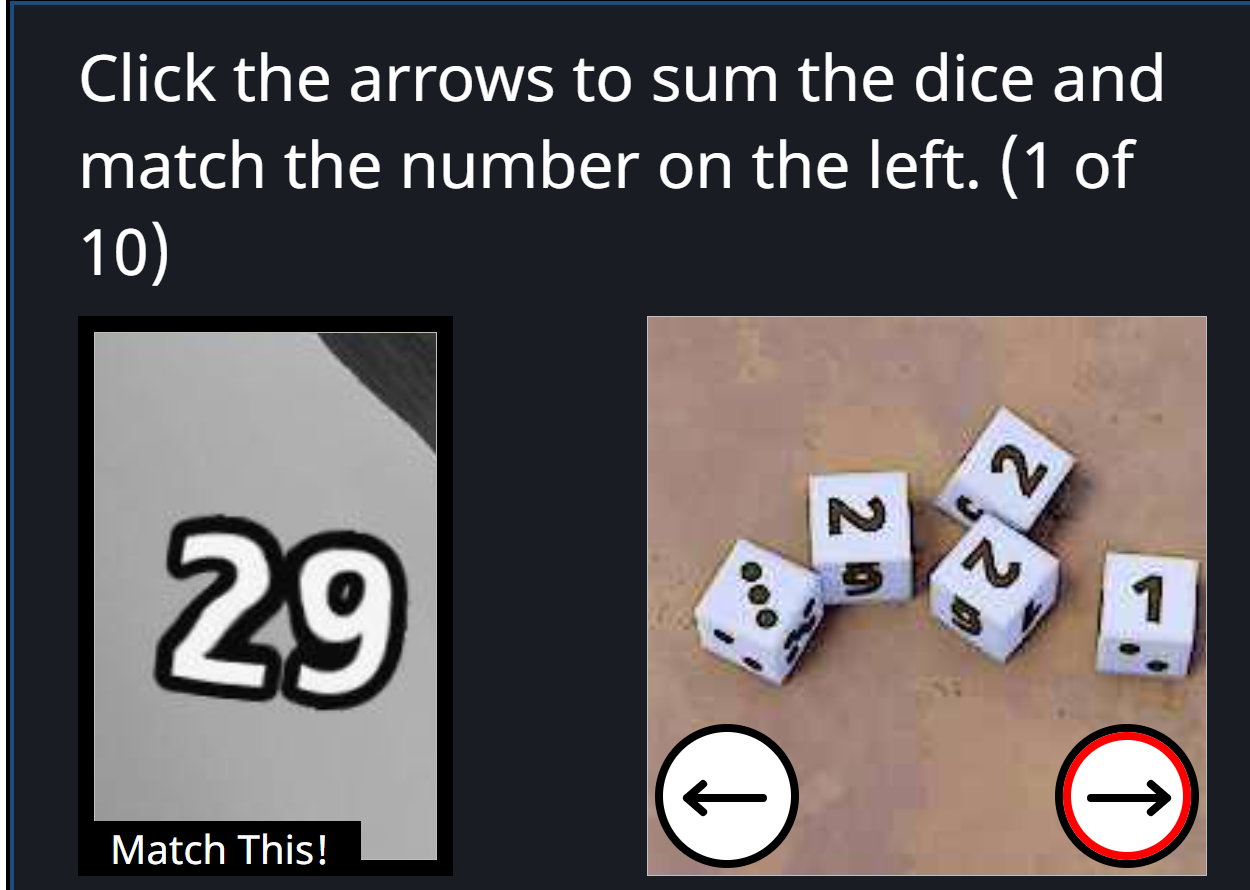 Click the arrows to sum the dice and
match the number on the left. (1 of
10)
29
2
2
2
1
5
5
Match This!